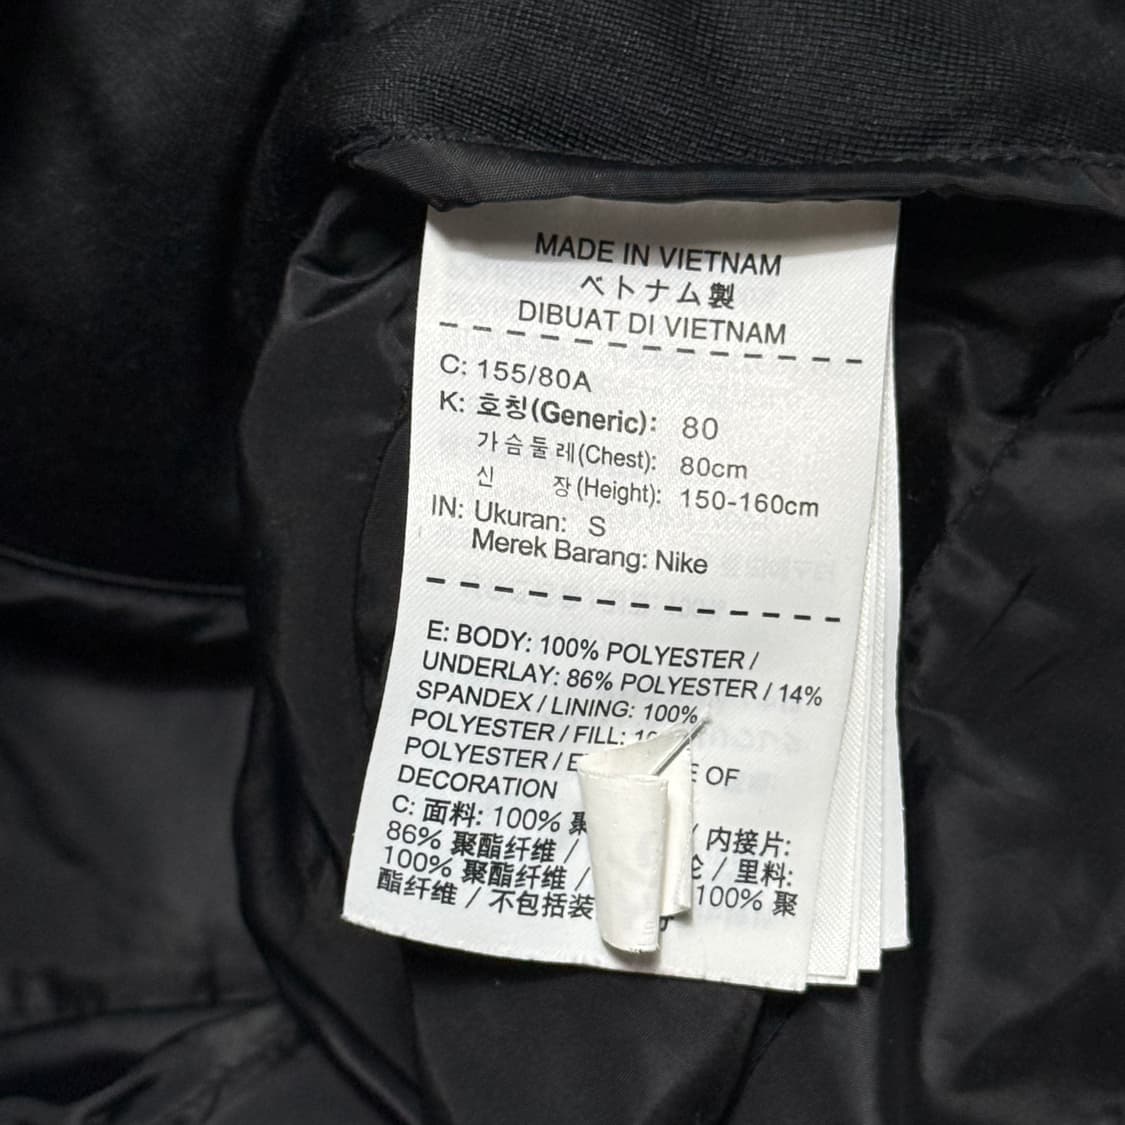 MADE IN VIETNAM
ベトナム製
DIBUAT DI VIETNAM
C: 155/80A
K: 호칭(Generic): 80
가슴둘레(Chest): 80cm
신 장(Height): 150-160cm
IN: Ukuran: S
Merek Barang: Nike
E: BODY: 100% POLYESTER /
UNDERLAY: 86% POLYESTER / 14%
SPANDEX / LINING: 100%
POLYESTER / FILL:
POLYESTER / OF
DECORATION
C: 面料: 100% / 内接片:
86% 聚酯纤维 / / 里料:
100% 聚酯纤维 / 100% 聚
酯纤维 / 不包括装